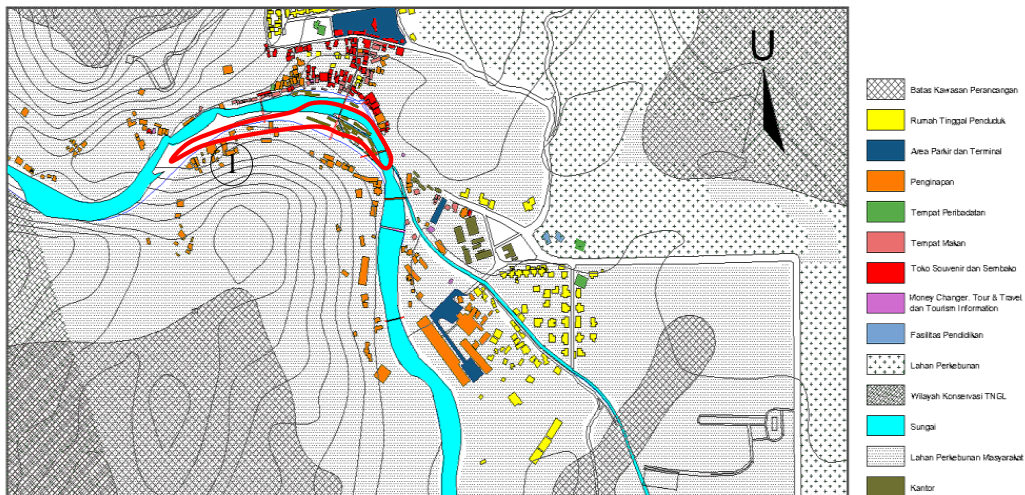 U
I
Batas Kawasan Perancangan
Rumah Tinggal Penduduk
Area Parkir dan Terminal
Penginapan
Tempat Peribadatan
Tempat Makan
Toko Souvenir dan Sembako
Money Changer, Tour & Travel
dan Tourism Information
Fasilitas Pendidikan
Lahan Perkebunan
Wilayah Konservasi TNGL
Sungai
Lahan Perkebunan Masyarakat
Kantor